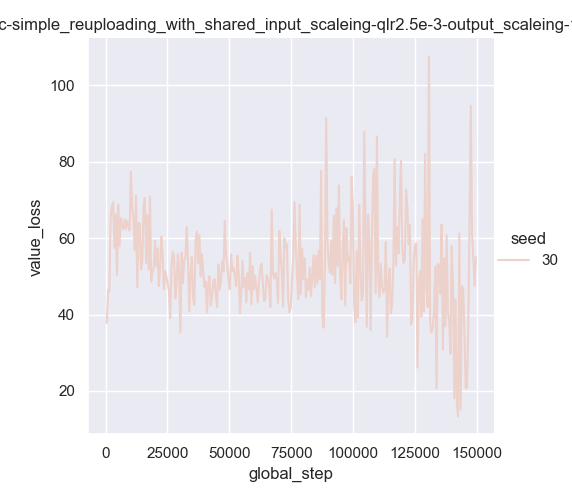 c-simple_reuploading_with_shared_input_scaleing-qlr2.5e-3-output_scaleing-
value_loss
100
80
60
40
20
0 25000 50000 75000 100000 125000 150000
global_step
seed
30